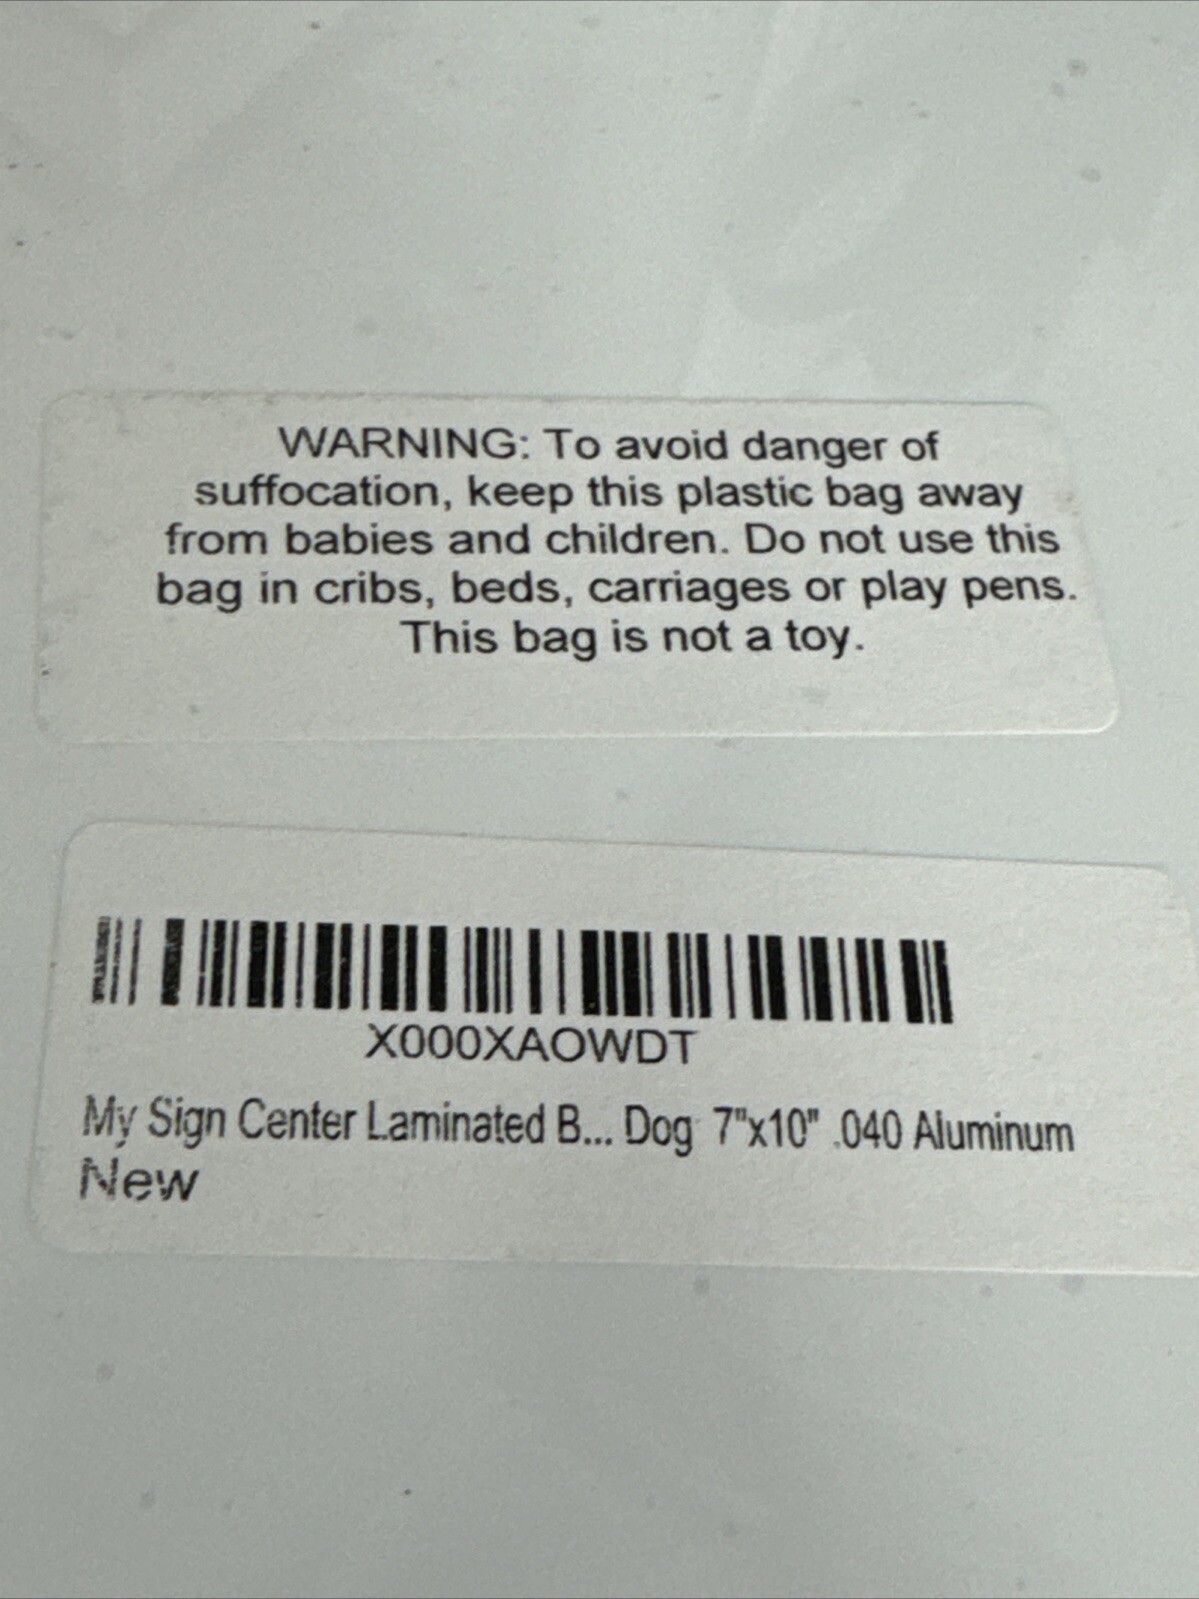 WARNING: To avoid danger of
suffocation, keep this plastic bag away
from babies and children. Do not use this
bag in cribs, beds, carriages or play pens.
This bag is not a toy.
X000XAOWDT
My Sign Center Laminated B... Dog 7"x10" .040 Aluminum
New